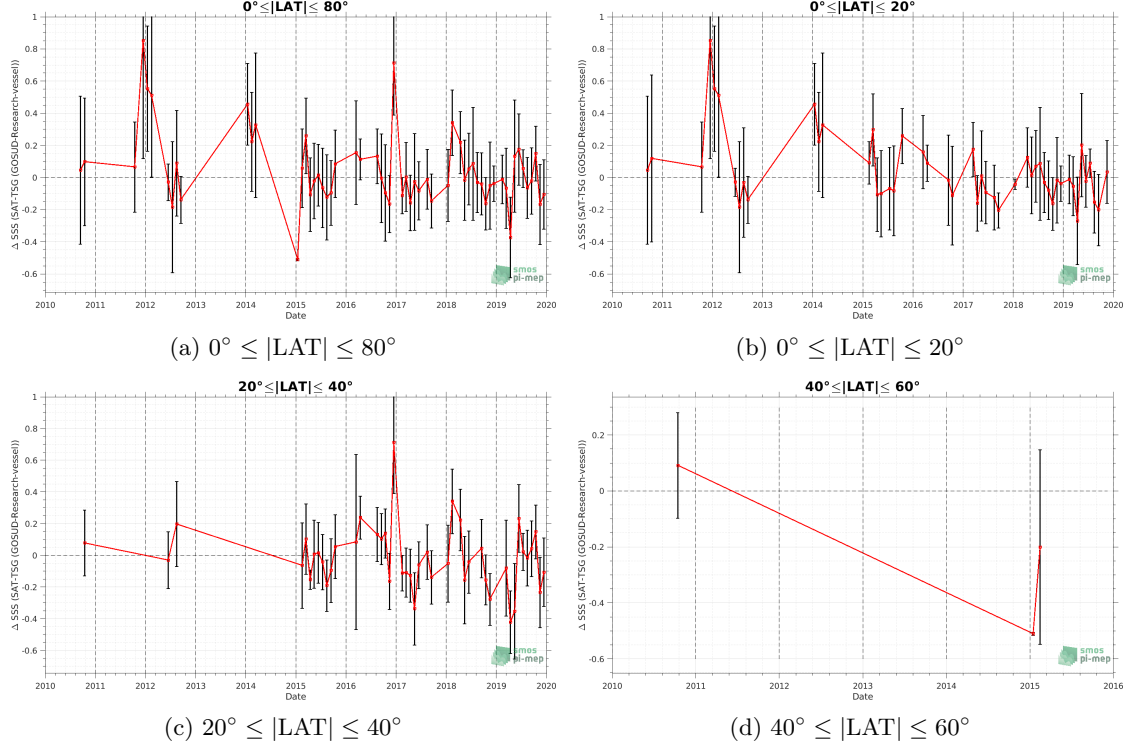 0°≤|LAT|≤ 80°
Δ SSS (SAT-TSG (GOSUD-Research-vessel))
1
0.8
0.6
0.4
0.2
0
-0.2
-0.4
-0.6
2010 2011 2012 2013 2014 2015 2016 2017 2018 2019 2020
Date
smos
pi-mep
(a) 0° ≤ |LAT| ≤ 80°
0°≤|LAT|≤ 20°
Δ SSS (SAT-TSG (GOSUD-Research-vessel))
1
0.8
0.6
0.4
0.2
0
-0.2
-0.4
-0.6
2010 2011 2012 2013 2014 2015 2016 2017 2018 2019 2020
Date
smos
pi-mep
(b) 0° ≤ |LAT| ≤ 20°
20°≤|LAT|≤ 40°
Δ SSS (SAT-TSG (GOSUD-Research-vessel))
1
0.8
0.6
0.4
0.2
0
-0.2
-0.4
-0.6
2010 2011 2012 2013 2014 2015 2016 2017 2018 2019 2020
Date
smos
pi-mep
(c) 20° ≤ |LAT| ≤ 40°
40°≤|LAT|≤ 60°
Δ SSS (SAT-TSG (GOSUD-Research-vessel))
0.2
0
-0.2
-0.4
-0.6
2010 2011 2012 2013 2014 2015 2016
Date
smos
pi-mep
(d) 40° ≤ |LAT| ≤ 60°